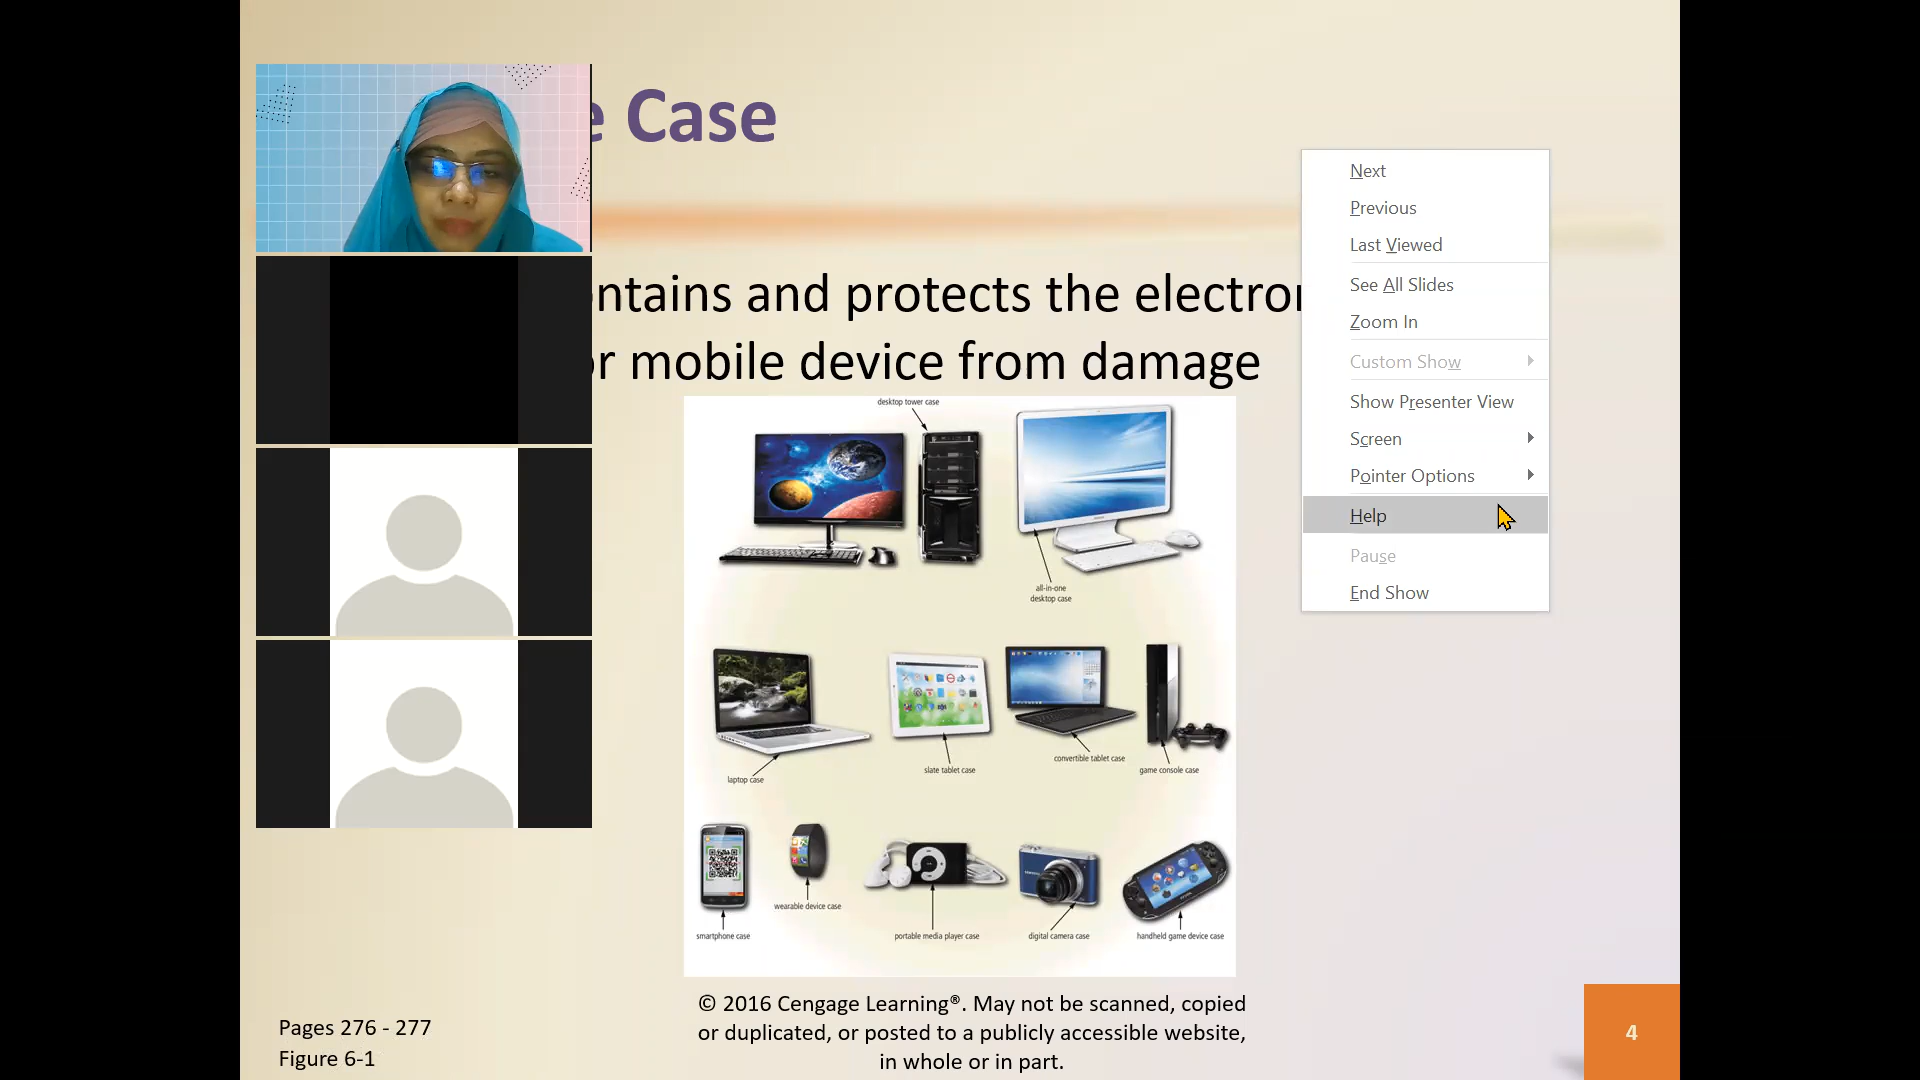 e Case
ontains and protects the electron
or mobile device from damage
Next
Previous
Last Viewed
See All Slides
Zoom In
Custom Show
Show Presenter View
Screen
Pointer Options
Help
Pause
End Show
desktop tower case
all-in-one
desktop case
laptop case
slate tablet case
convertible tablet case
game console case
smartphone case
wearable device case
portable media player case
digital camera case
handheld game device case
© 2016 Cengage Learning®. May not be scanned, copied
or duplicated, or posted to a publicly accessible website,
in whole or in part.
Pages 276 - 277
Figure 6-1
4